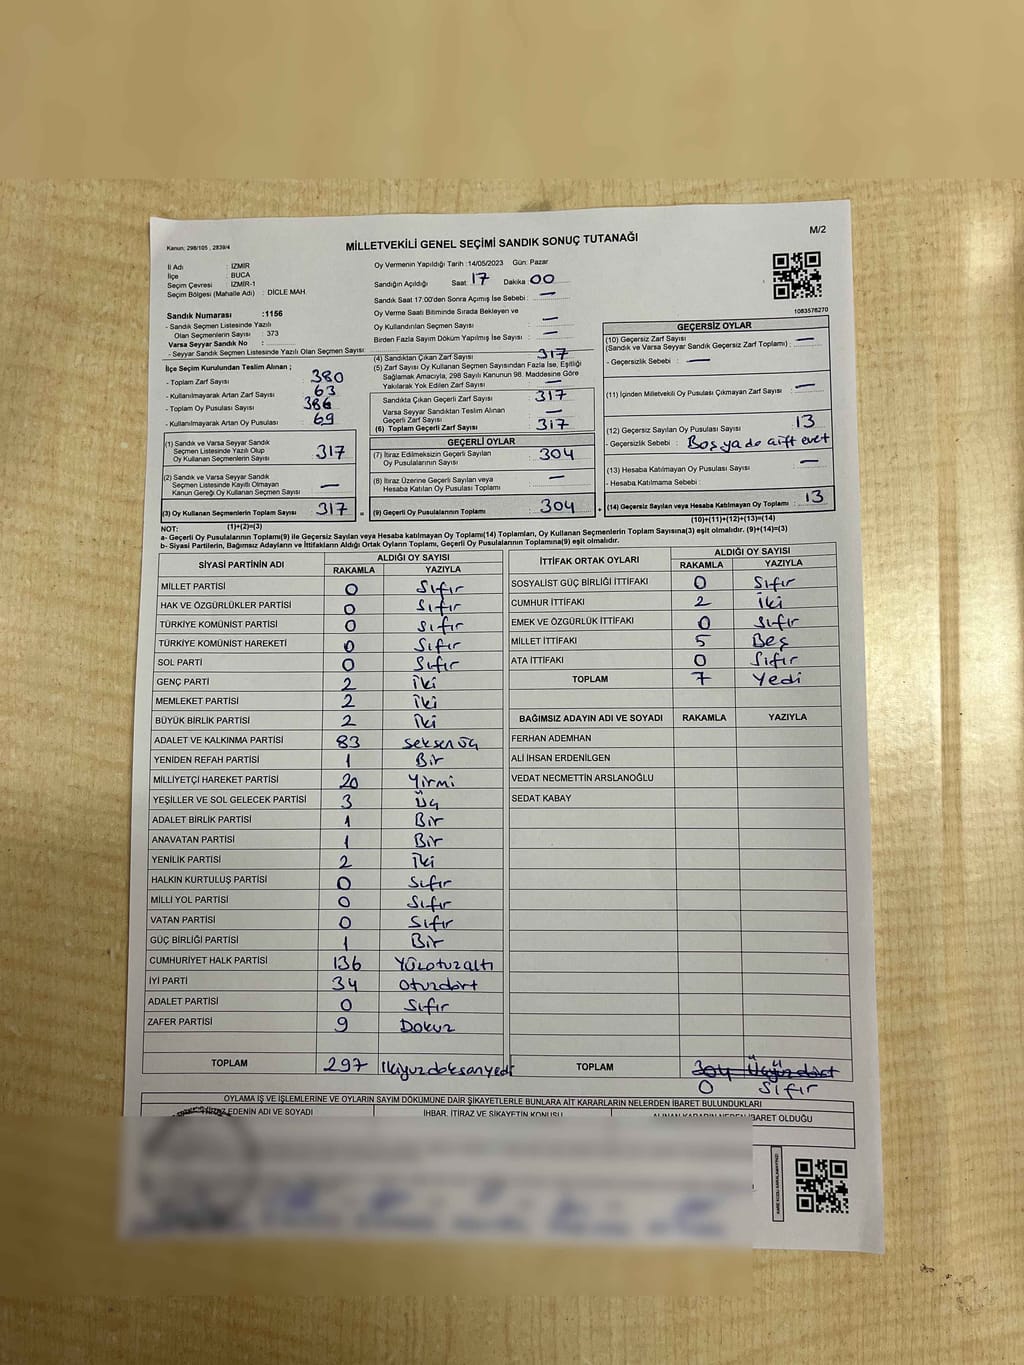 M/2
Kanun; 298/105 , 2839/4
MİLLETVEKİLİ GENEL SEÇİMİ SANDIK SONUÇ TUTANAĞI
İl Adı : İZMİR
İlçe : BUCA
Seçim Çevresi : İZMİR-1
Seçim Bölgesi (Mahalle Adı) : DİCLE MAH.
Sandık Numarası :1156
- Sandık Seçmen Listesinde Yazılı
Olan Seçmenlerin Sayısı : 373
Varsa Seyyar Sandık No :
- Seyyar Sandık Seçmen Listesinde Yazılı Olan Seçmen Sayısı:
İlçe Seçim Kurulundan Teslim Alınan ;
- Toplam Zarf Sayısı : 380
- Kullanılmayarak Artan Zarf Sayısı : 63
- Toplam Oy Pusulası Sayısı : 386
- Kullanılmayarak Artan Oy Pusulası : 69
(1) Sandık ve Varsa Seyyar Sandık
Seçmen Listesinde Yazılı Olup
Oy Kullanan Seçmenlerin Sayısı : 317
(2) Sandık ve Varsa Seyyar Sandık
Seçmen Listesinde Kayıtlı Olmayan
Kanun Gereği Oy Kullanan Seçmen Sayısı : —
(3) Oy Kullanan Seçmenlerin Toplam Sayısı : 317
(1)+(2)=(3)
Oy Vermenin Yapıldığı Tarih :14/05/2023 Gün: Pazar
Sandığın Açıldığı Saat 17 Dakika 00
Sandık Saat 17:00'den Sonra Açımış İse Sebebi : —
Oy Verme Saati Bitiminde Sırada Bekleyen ve
Oy Kullandırılan Seçmen Sayısı : —
Birden Fazla Sayım Döküm Yapılmış İse Sayısı : —
(4) Sandıktan Çıkan Zarf Sayısı : 317
(5) Zarf Sayısı Oy Kullanan Seçmen Sayısından Fazla İse, Eşitliği
Sağlamak Amacıyla, 298 Sayılı Kanunun 98. Maddesine Göre
Yakılarak Yok Edilen Zarf Sayısı : —
Sandıkta Çıkan Geçerli Zarf Sayısı : 317
Varsa Seyyar Sandıktan Teslim Alınan
Geçerli Zarf Sayısı : —
(6) Toplam Geçerli Zarf Sayısı : 317
GEÇERLİ OYLAR
(7) İtiraz Edilmeksizin Geçerli Sayılan
Oy Pusulalarının Sayısı : 304
(8) İtiraz Üzerine Geçerli Sayılan veya
Hesaba Katılan Oy Pusulası Toplamı : —
= (9) Geçerli Oy Pusulalarının Toplamı : 304 +
1083576270
GEÇERSİZ OYLAR
(10) Geçersiz Zarf Sayısı
(Sandık ve Varsa Seyyar Sandık Geçersiz Zarf Toplamı) : —
- Geçersizlik Sebebi : —
(11) İçinden Milletvekili Oy Pusulası Çıkmayan Zarf Sayısı : —
(12) Geçersiz Sayılan Oy Pusulası Sayısı : 13
- Geçersizlik Sebebi : Boş yada çift evet
(13) Hesaba Katılmayan Oy Pusulası Sayısı : —
- Hesaba Katılmama Sebebi :
(14) Geçersiz Sayılan veya Hesaba Katılmayan Oy Toplamı : 13
(10)+(11)+(12)+(13)=(14)
NOT:
a- Geçerli Oy Pusulalarının Toplamı(9) ile Geçersiz Sayılan veya Hesaba Katılmayan Oy Toplamı(14) Toplamları, Oy Kullanan Seçmenlerin Toplam Sayısına(3) eşit olmalıdır. (9)+(14)=(3)
b- Siyasi Partilerin, Bağımsız Adayların ve İttifakların Aldığı Ortak Oyların Toplamı, Geçerli Oy Pusulalarının Toplamına(9) eşit olmalıdır.
SİYASİ PARTİNİN ADI ALDIĞI OY SAYISI
RAKAMLA YAZIYLA
MİLLET PARTİSİ 0 Sıfır
HAK VE ÖZGÜRLÜKLER PARTİSİ 0 Sıfır
TÜRKİYE KOMÜNİST PARTİSİ 0 Sıfır
TÜRKİYE KOMÜNİST HAREKETİ 0 Sıfır
SOL PARTİ 0 Sıfır
GENÇ PARTİ 2 İki
MEMLEKET PARTİSİ 2 İki
BÜYÜK BİRLİK PARTİSİ 2 İki
ADALET VE KALKINMA PARTİSİ 83 Seksen üç
YENİDEN REFAH PARTİSİ 1 Bir
MİLLİYETÇİ HAREKET PARTİSİ 20 Yirmi
YEŞİLLER VE SOL GELECEK PARTİSİ 3 Üç
ADALET BİRLİK PARTİSİ 1 Bir
ANAVATAN PARTİSİ 1 Bir
YENİLİK PARTİSİ 2 İki
HALKIN KURTULUŞ PARTİSİ 0 Sıfır
MİLLİ YOL PARTİSİ 0 Sıfır
VATAN PARTİSİ 0 Sıfır
GÜÇ BİRLİĞİ PARTİSİ 1 Bir
CUMHURİYET HALK PARTİSİ 136 Yüzotuzaltı
İYİ PARTİ 34 Otuzdört
ADALET PARTİSİ 0 Sıfır
ZAFER PARTİSİ 9 Dokuz
TOPLAM 297 İkiyüzdoksanyedi
İTTİFAK ORTAK OYLARI ALDIĞI OY SAYISI
RAKAMLA YAZIYLA
SOSYALİST GÜÇ BİRLİĞİ İTTİFAKI 0 Sıfır
CUMHUR İTTİFAKI 2 İki
EMEK VE ÖZGÜRLÜK İTTİFAKI 0 Sıfır
MİLLET İTTİFAKI 5 Beş
ATA İTTİFAKI 0 Sıfır
TOPLAM 7 Yedi
BAĞIMSIZ ADAYIN ADI VE SOYADI RAKAMLA YAZIYLA
FERHAN ADEMHAN
ALİ İHSAN ERDENİLGEN
VEDAT NECMETTİN ARSLANOĞLU
SEDAT KABAY
TOPLAM 304 Üçyüzdört
0 Sıfır
OYLAMA İŞ VE İŞLEMLERİNE VE OYLARIN SAYIM DÖKÜMÜNE DAİR ŞİKAYETLERLE BUNLARA AİT KARARLARIN NELERDEN İBARET BULUNDUKLARI
EDENİN ADI VE SOYADI İHBAR, İTİRAZ VE ŞİKAYETİN KONUSU ALINAN KARARIN NEDEN İBARET OLDUĞU